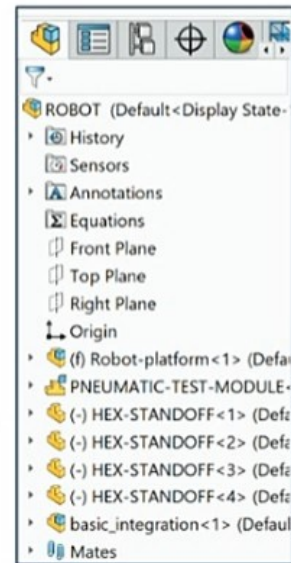 ROBOT (Default<Display State-
History
Sensors
Annotations
Equations
Front Plane
Top Plane
Right Plane
Origin
(f) Robot-platform<1> (Defa
PNEUMATIC-TEST-MODULE<
(-) HEX-STANDOFF<1> (Defa
(-) HEX-STANDOFF<2> (Defa
(-) HEX-STANDOFF<3> (Defa
(-) HEX-STANDOFF<4> (Defa
basic_integration<1> (Defaul
Mates